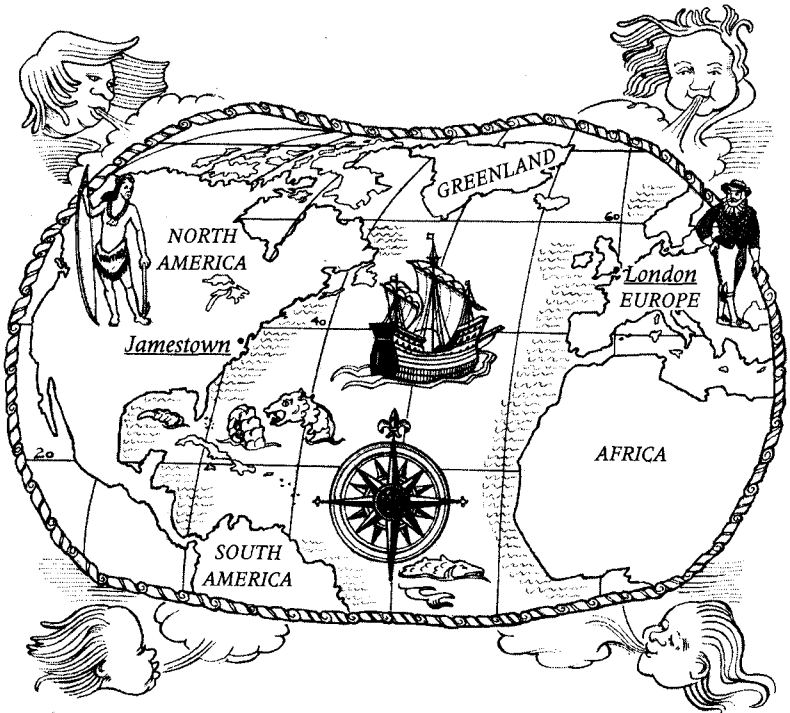 GREENLAND
60
NORTH
AMERICA
London
EUROPE
40
Jamestown
20
AFRICA
SOUTH
AMERICA